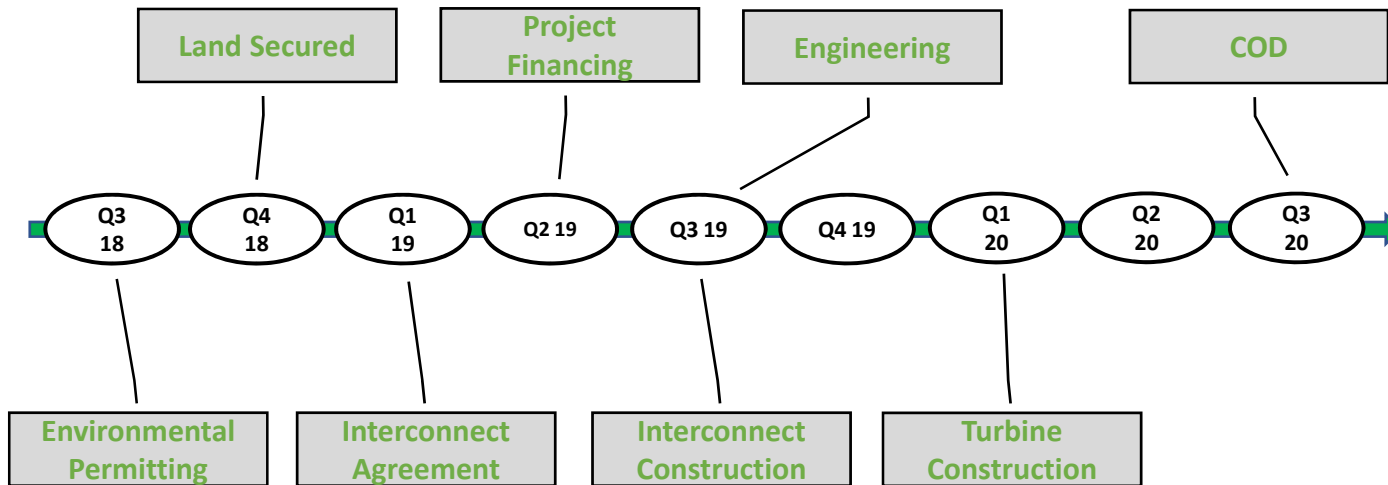 Land Secured
Project
Financing
Engineering
COD
Q3
18
Q4
18
Q1
19
Q2 19
Q3 19
Q4 19
Q1
20
Q2
20
Q3
20
Environmental
Permitting
Interconnect
Agreement
Interconnect
Construction
Turbine
Construction